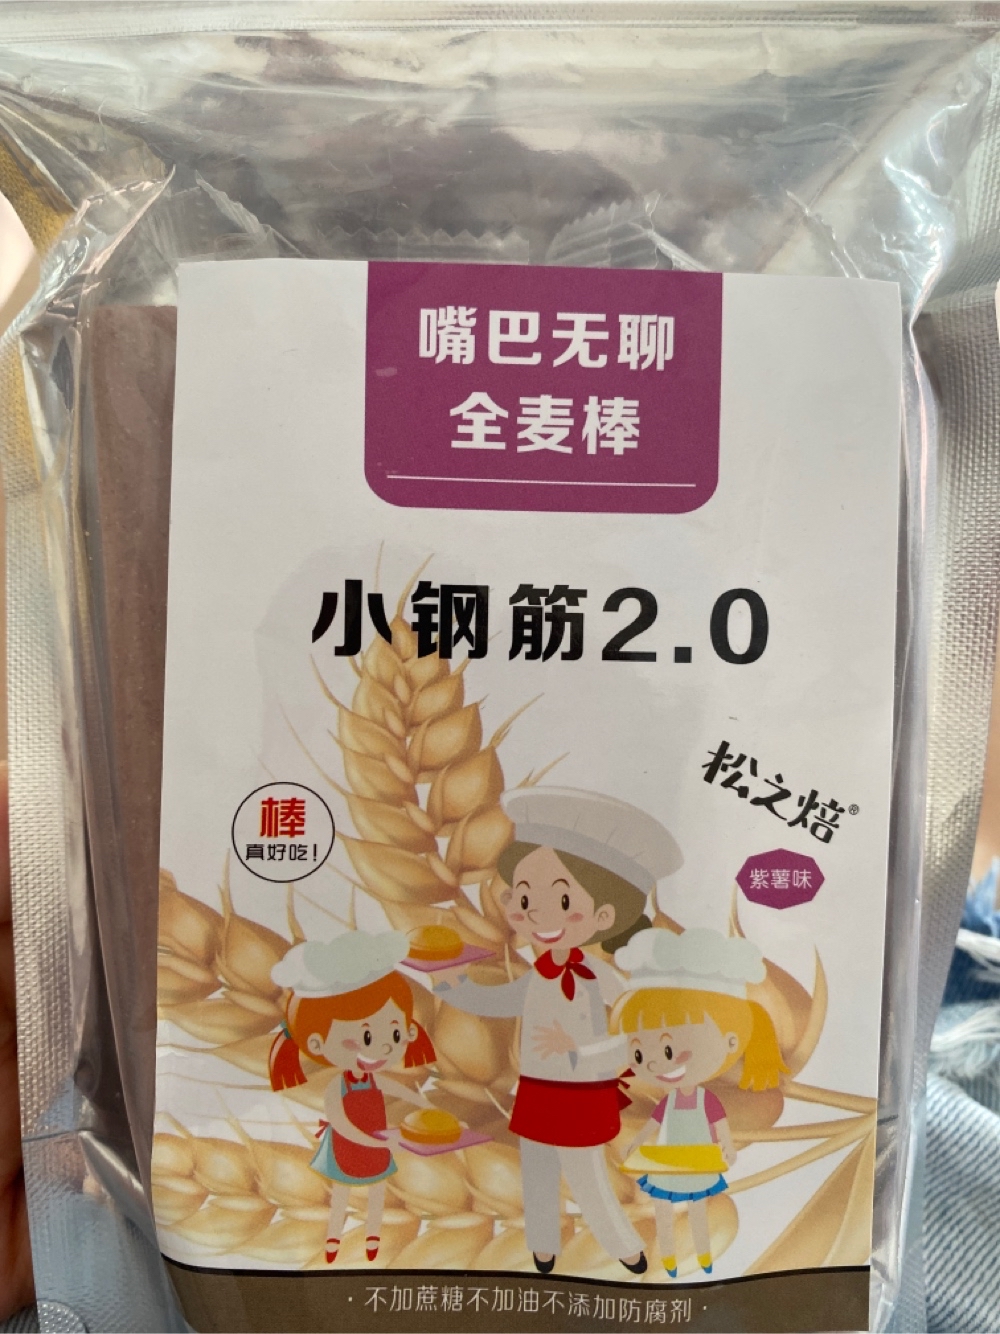 嘴巴无聊
全麦棒
小钢筋2.0
松之焙®
棒
真好吃!
紫薯味
·不加蔗糖不加油不添加防腐剂·